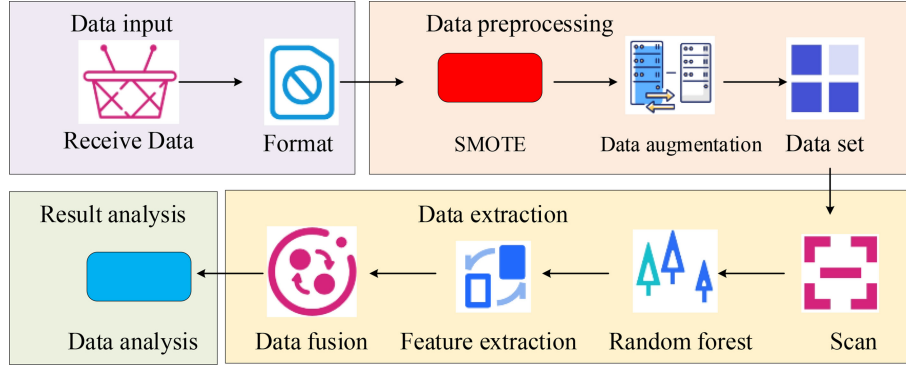 Data input
Receive Data
Format
Data preprocessing
SMOTE
Data augmentation
Data set
Result analysis
Data analysis
Data extraction
Data fusion
Feature extraction
Random forest
Scan